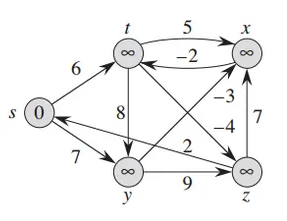 t 5 x
∞ −2 ∞
6
s 0 8 −3 7
−4
7 2
∞ 9 ∞
y z